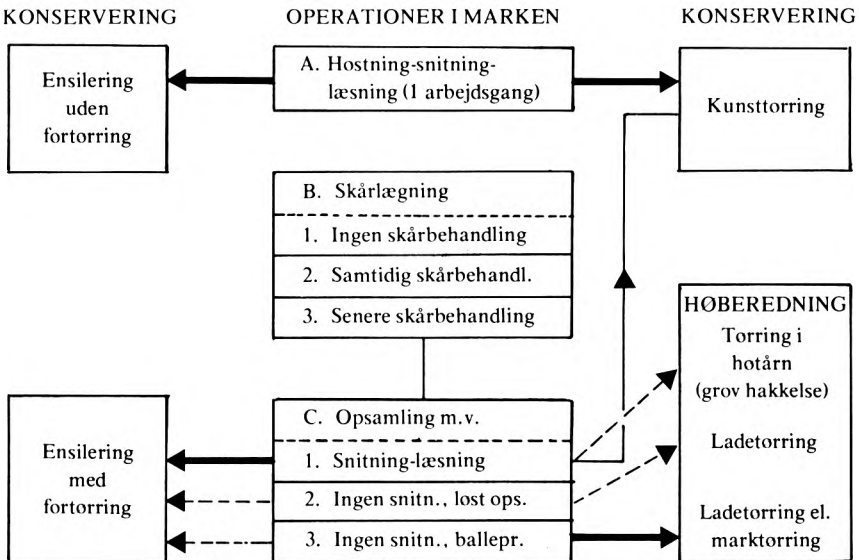 KONSERVERING
OPERATIONER I MARKEN
KONSERVERING
Ensilering
uden
fortørring
A. Hostning-snitning-
læsning (1 arbejdsgang)
Kunsttorring
B. Skårlægning
1. Ingen skårbehandling
2. Samtidig skårbehandl.
3. Senere skårbehandling
HØBEREDNING
Torring i
hotårn
(grov hakkelse)
Ladetorring
Ladetorring el.
marktørring
Ensilering
med
fortorring
C. Opsamling m.v.
1. Snitning-læsning
2. Ingen snitn., løst ops.
3. Ingen snitn., ballepr.